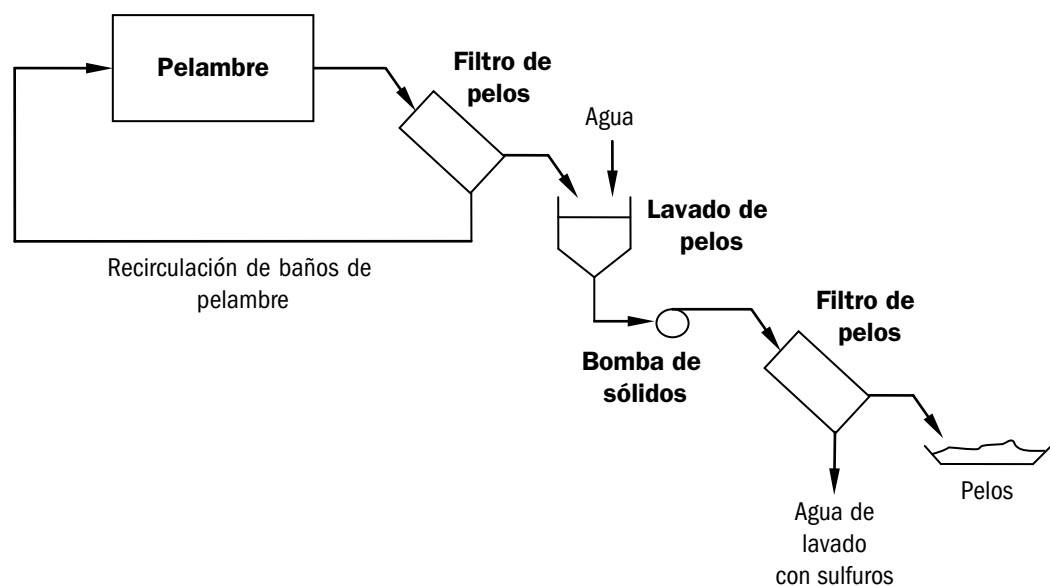 Pelambre
Filtro de
pelos
Agua
Lavado de
pelos
Recirculación de baños de
pelambre
Bomba de
sólidos
Filtro de
pelos
Pelos
Agua de
lavado
con sulfuros